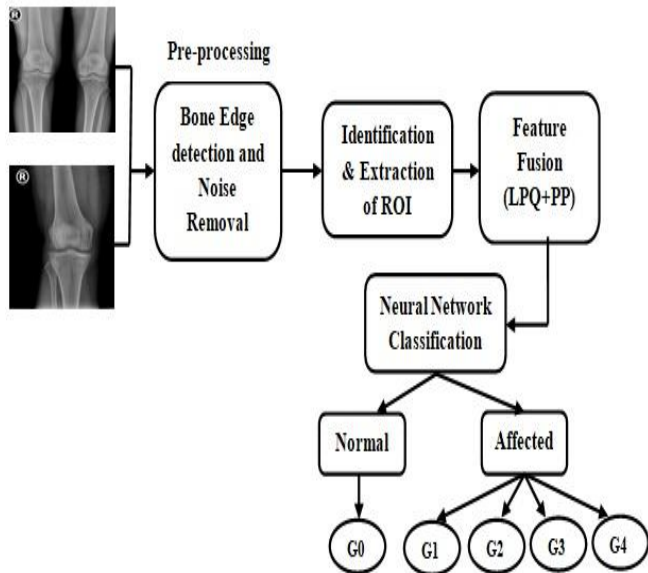 R
R
Pre-processing
Bone Edge
detection and
Noise
Removal
Identification
& Extraction
of ROI
Feature
Fusion
(LPQ+PP)
Neural Network
Classification
Normal
Affected
G0
G1
G2
G3
G4